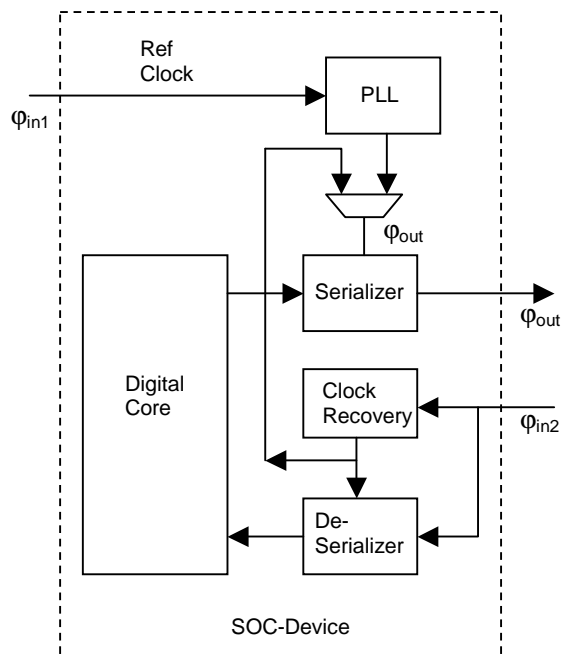 Ref
Clock
PLL
φin1
φout
Serializer
φout
Digital
Core
Clock
Recovery
φin2
De-
Serializer
SOC-Device